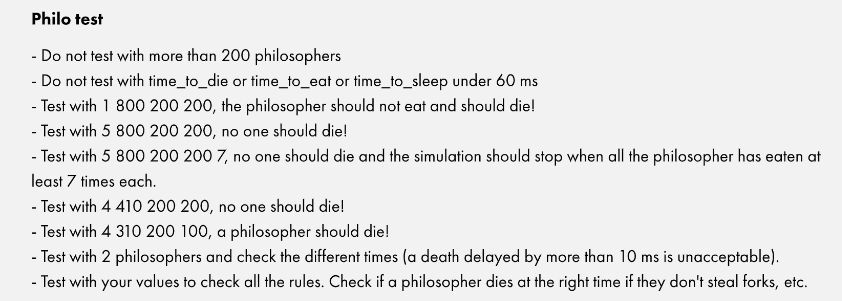 Philo test
- Do not test with more than 200 philosophers
- Do not test with time_to_die or time_to_eat or time_to_sleep under 60 ms
- Test with 1 800 200 200, the philosopher should not eat and should die!
- Test with 5 800 200 200, no one should die!
- Test with 5 800 200 200 7, no one should die and the simulation should stop when all the philosopher has eaten at
least 7 times each.
- Test with 4 410 200 200, no one should die!
- Test with 4 310 200 100, a philosopher should die!
- Test with 2 philosophers and check the different times (a death delayed by more than 10 ms is unacceptable).
- Test with your values to check all the rules. Check if a philosopher dies at the right time if they don't steal forks, etc.